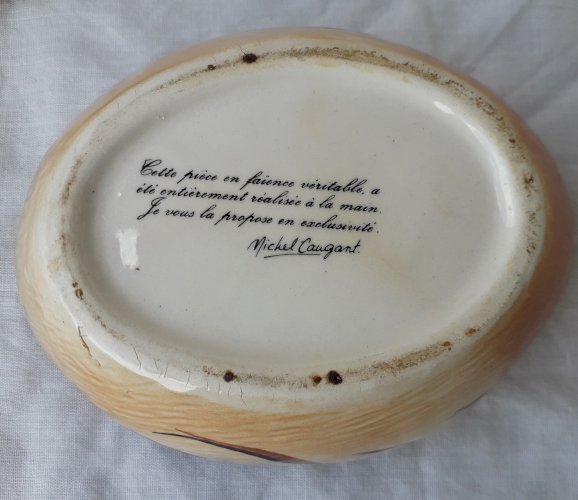 Cette pièce en faïence véritable, a
été entièrement réalisée à la main.
Je vous la propose en exclusivité.
Michel Caugant.